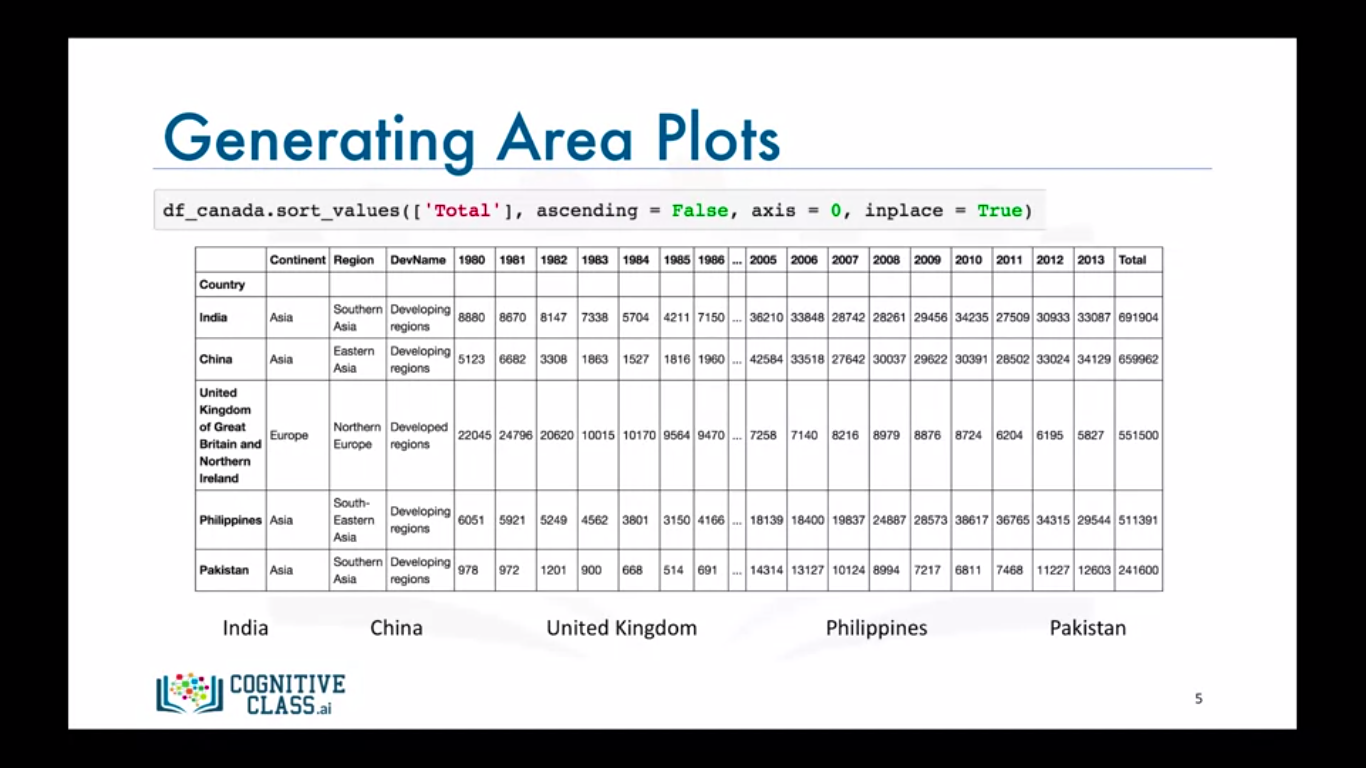 Generating Area Plots
df_canada.sort_values(['Total'], ascending = False, axis = 0, inplace = True)
Continent Region DevName 1980 1981 1982 1983 1984 1985 1986 ... 2005 2006 2007 2008 2009 2010 2011 2012 2013 Total
Country
India Asia Southern Asia Developing regions 8880 8670 8147 7338 5704 4211 7150 ... 36210 33848 28742 28261 29456 34235 27509 30933 33087 691904
China Asia Eastern Asia Developing regions 5123 6682 3308 1863 1527 1816 1960 ... 42584 33518 27642 30037 29622 30391 28502 33024 34129 659962
United Kingdom of Great Britain and Northern Ireland Europe Northern Europe Developed regions 22045 24796 20620 10015 10170 9564 9470 ... 7258 7140 8216 8979 8876 8724 6204 6195 5827 551500
Philippines Asia South-Eastern Asia Developing regions 6051 5921 5249 4562 3801 3150 4166 ... 18139 18400 19837 24887 28573 38617 36765 34315 29544 511391
Pakistan Asia Southern Asia Developing regions 978 972 1201 900 668 514 691 ... 14314 13127 10124 8994 7217 6811 7468 11227 12603 241600
India China United Kingdom Philippines Pakistan
COGNITIVE
CLASS.ai
5